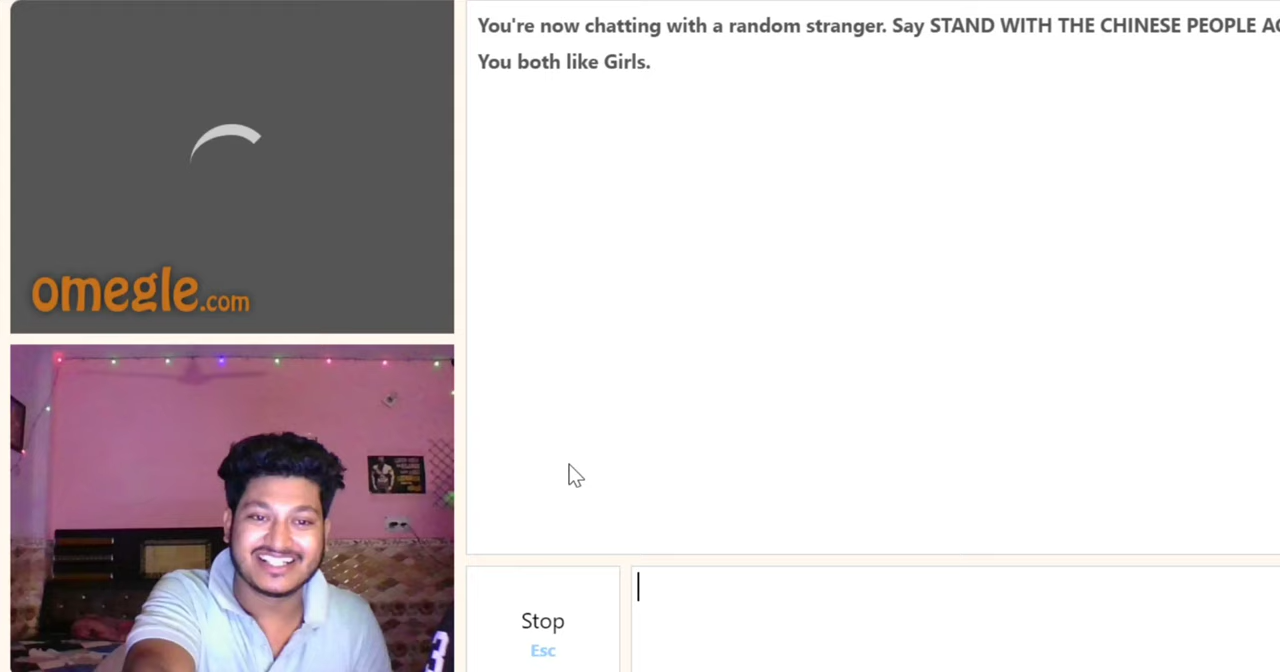 You're now chatting with a random stranger. Say STAND WITH THE CHINESE PEOPLE
You both like Girls.
omegle.com
Stop
Esc
3